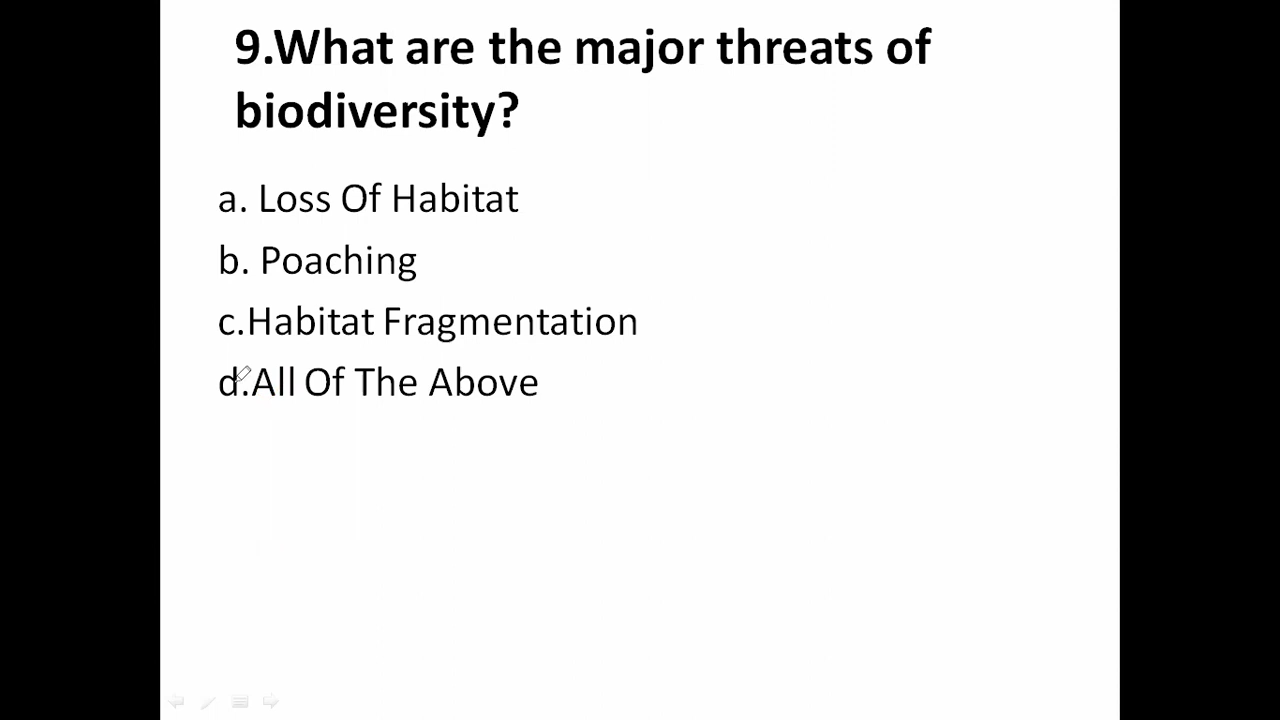 9.What are the major threats of
biodiversity?
a. Loss Of Habitat
b. Poaching
c.Habitat Fragmentation
d.All Of The Above